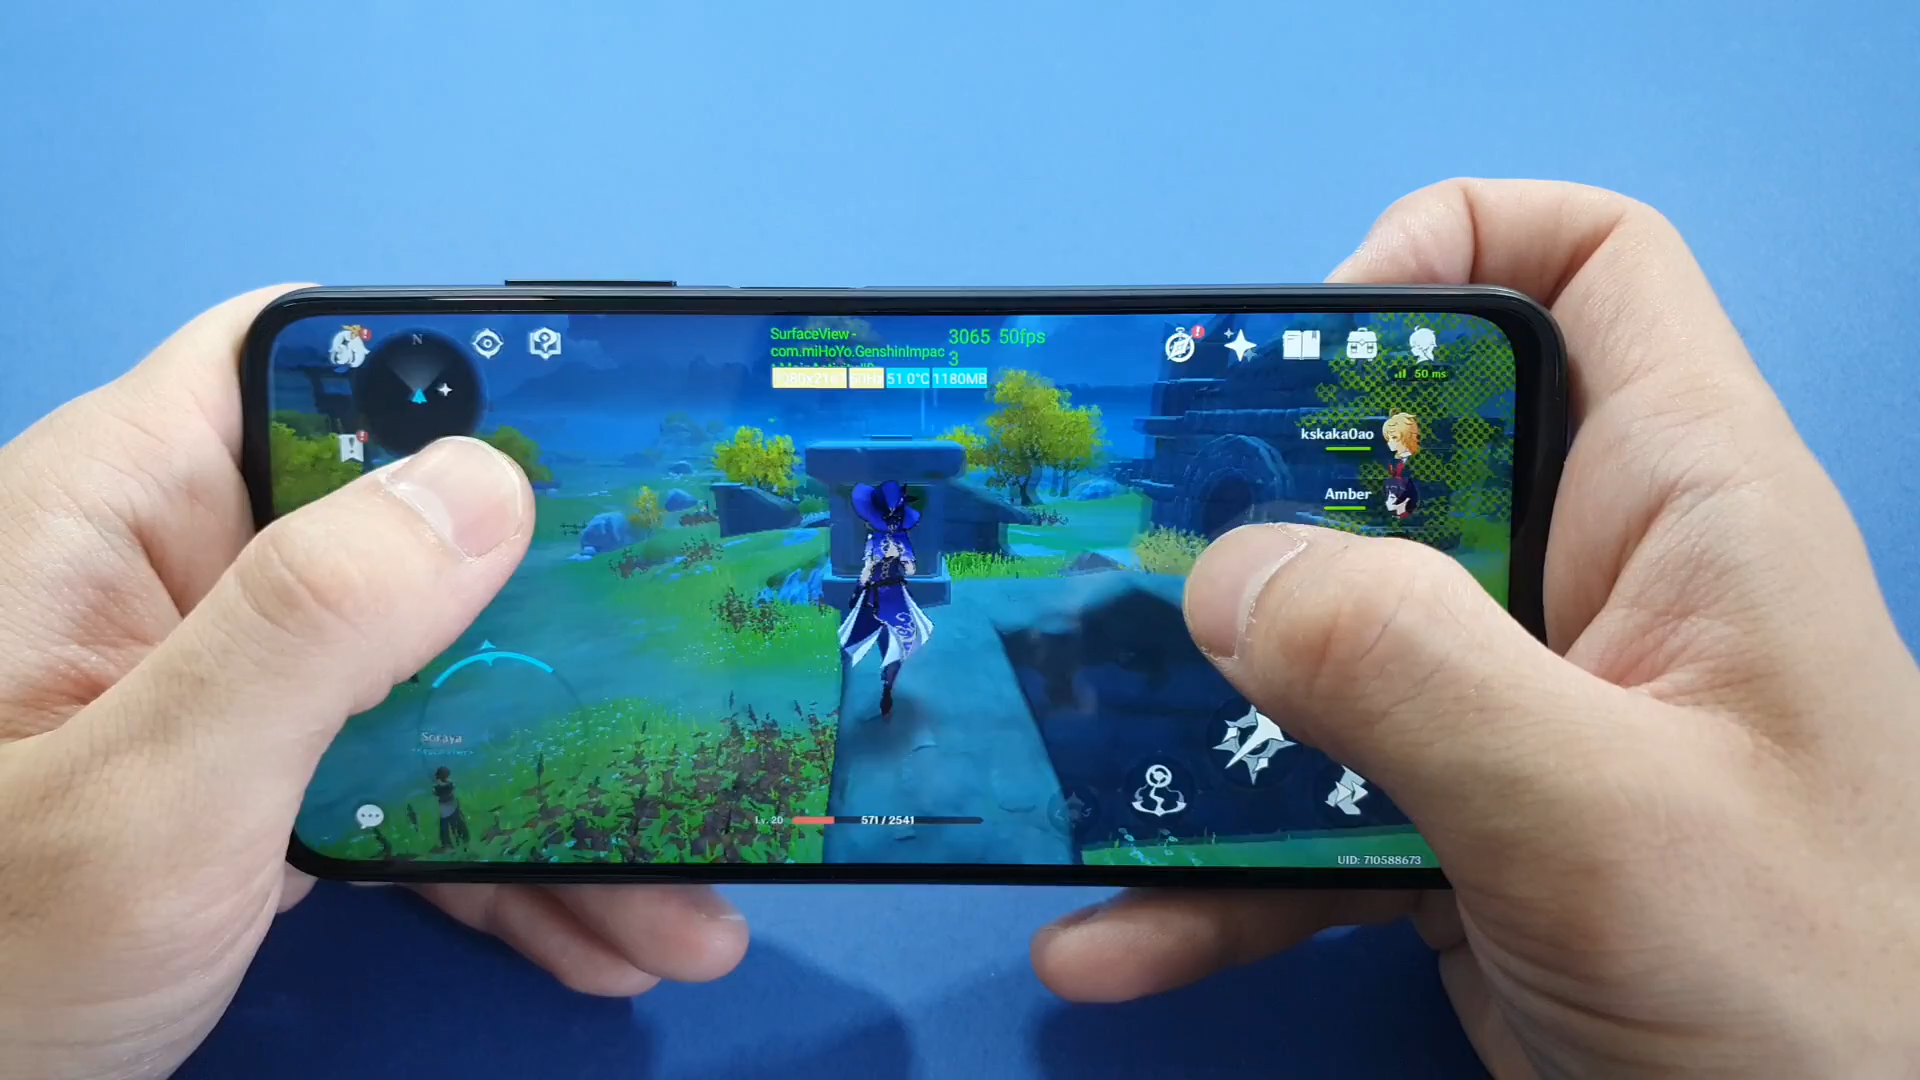 N
SurfaceView -
com.miHoYo.GenshinImpac
3065 50fps
3
51.0°C 1180MB
50 ms
kskaka0ao
Amber
Soraya
Lv. 20
571 / 2541
UID: 710588673